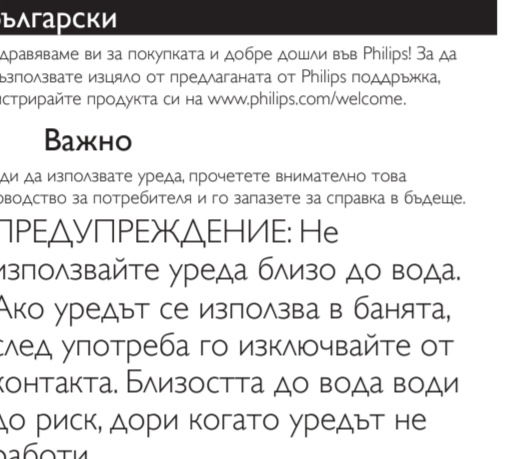 ългарски
дравяваме ви за покупката и добре дошли във Philips! За да
ъзползвате изцяло от предлаганата от Philips поддръжка,
истрирайте продукта си на www.philips.com/welcome.
Важно
ди да използвате уреда, прочетете внимателно това
оводство за потребителя и го запазете за справка в бъдеще.
ПРЕДУПРЕЖДЕНИЕ: Не
използвайте уреда близо до вода.
Ако уредът се използва в банята,
след употреба го изключвайте от
контакта. Близостта до вода води
до риск, дори когато уредът не
работи